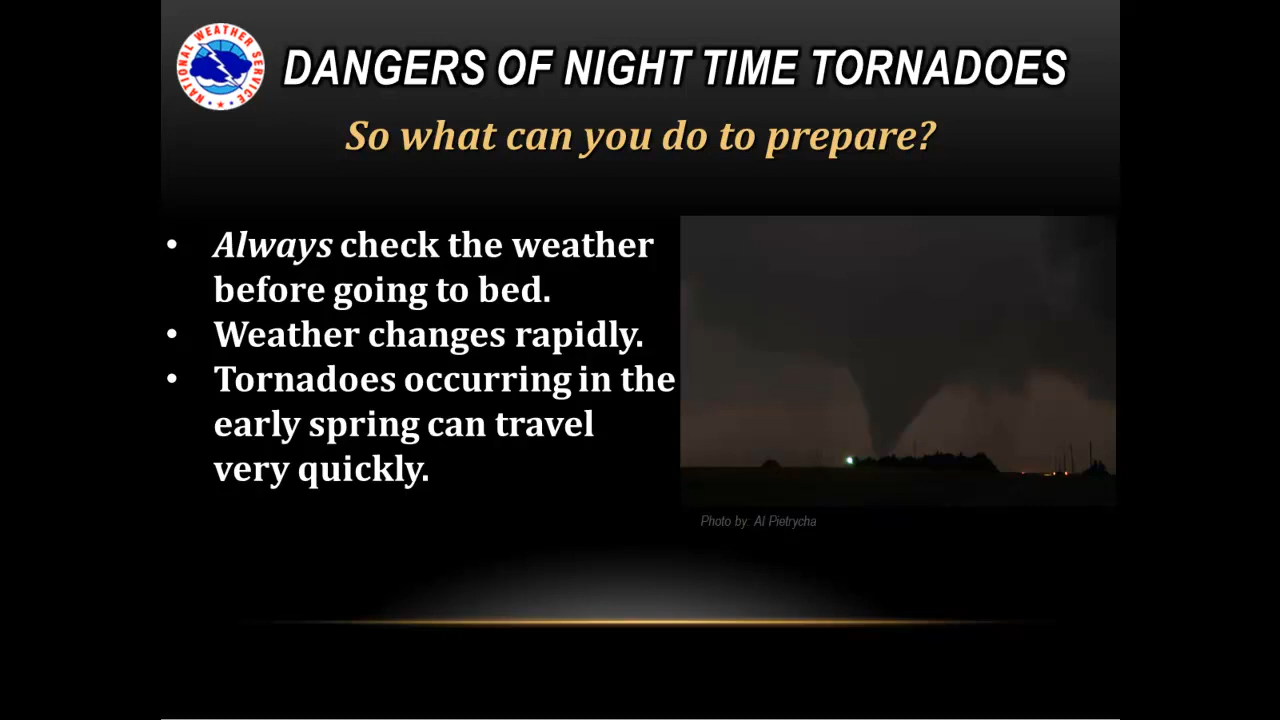 NATIONAL WEATHER SERVICE
DANGERS OF NIGHT TIME TORNADOES
So what can you do to prepare?
• Always check the weather
before going to bed.
• Weather changes rapidly.
• Tornadoes occurring in the
early spring can travel
very quickly.
Photo by: Al Pietrycha